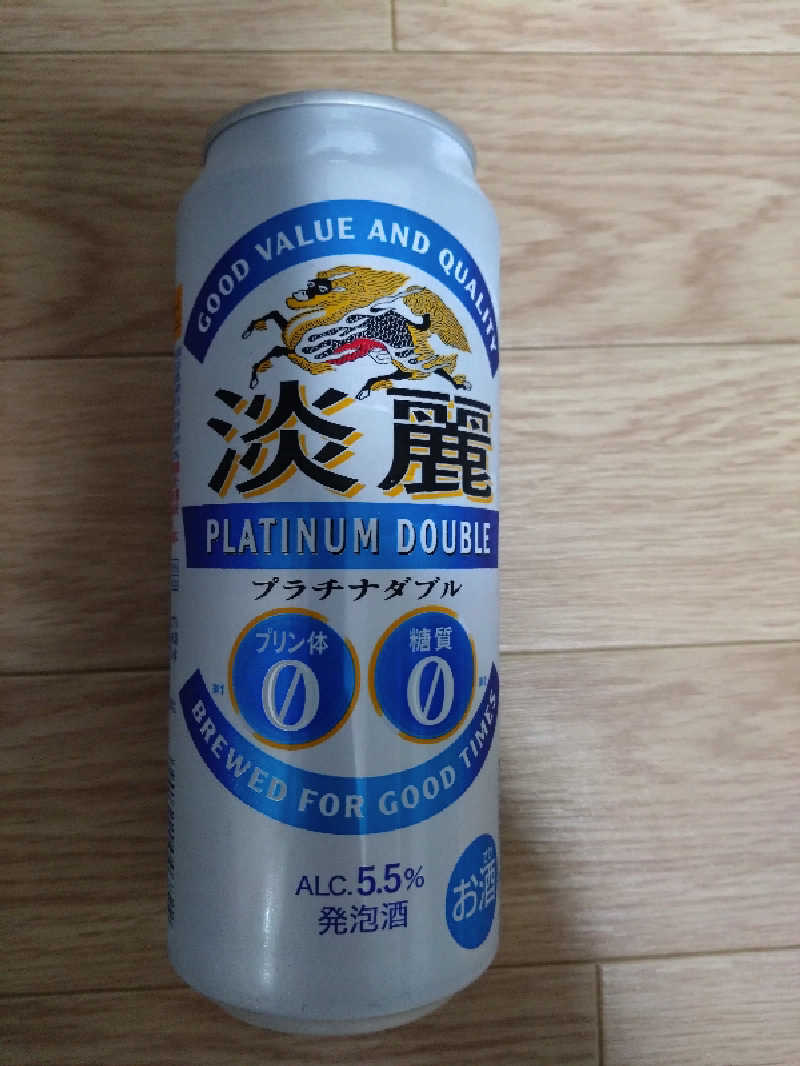 GOOD VALUE AND QUALITY
淡麗
PLATINUM DOUBLE
プラチナダブル
プリン体
0
糖質
0
BREWED FOR GOOD TIMES
ALC.5.5%
発泡酒
お酒